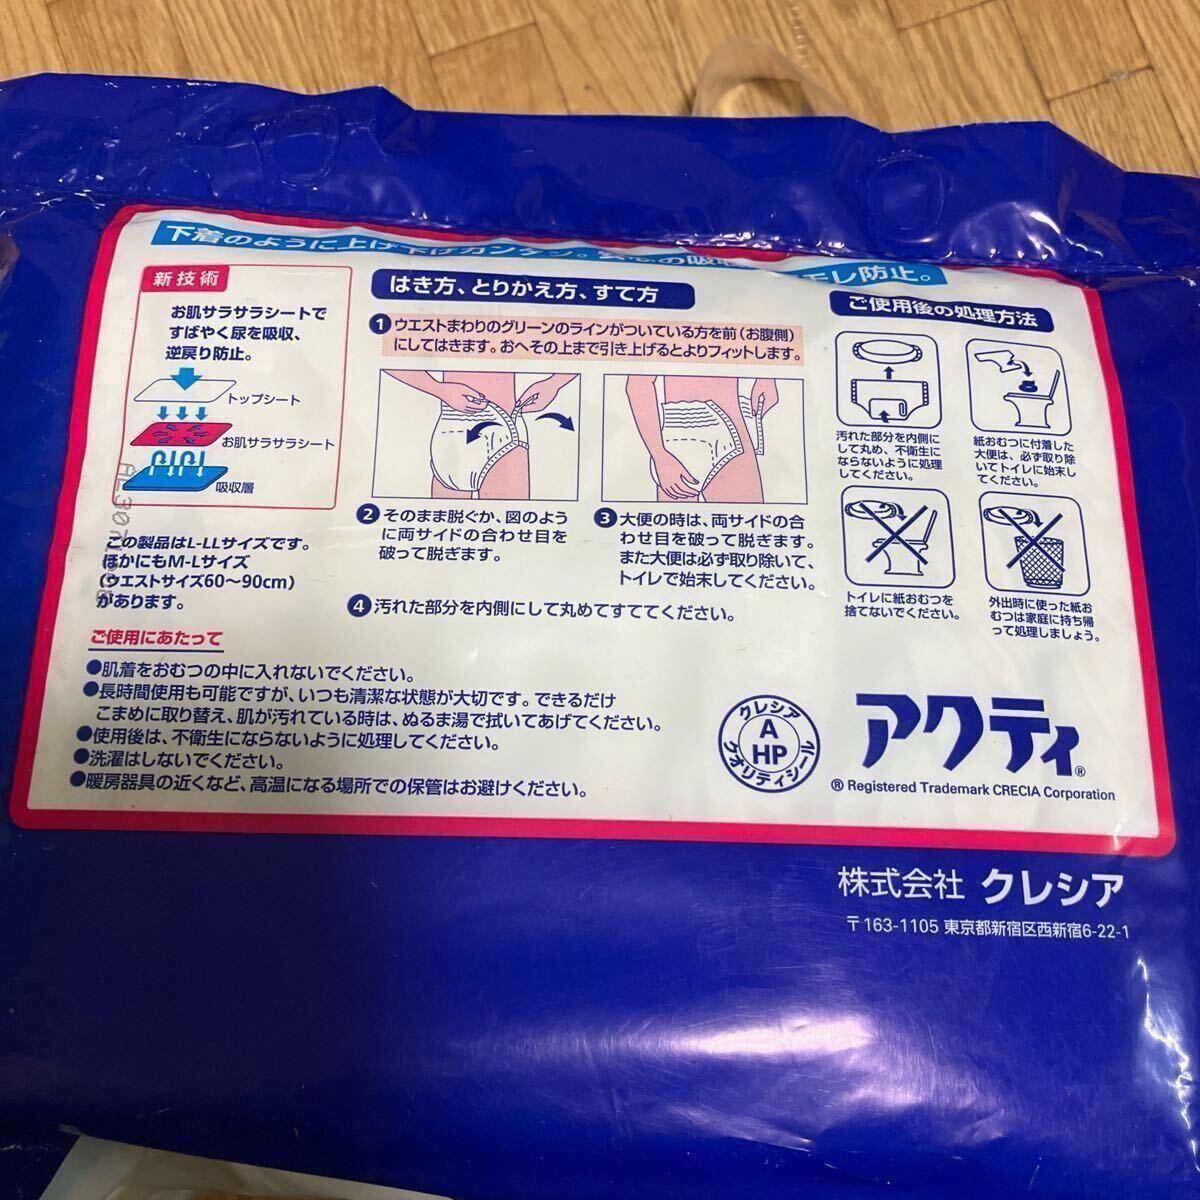 下着のように上げ下げカンタン。
の吸
モレ防止。
新技術
お肌サラサラシートで
すばやく尿を吸収、
逆戻り防止。
トップシート
お肌サラサラシート
吸収層
この製品はL-LLサイズです。
ほかにもM-Lサイズ
(ウエストサイズ60〜90cm)
があります。
はき方、とりかえ方、すて方
1 ウエストまわりのグリーンのラインがついている方を前(お腹側)
にしてはきます。おへその上まで引き上げるとよりフィットします。
2 そのまま脱ぐか、図のよう
に両サイドの合わせ目を
破って脱ぎます。
3 大便の時は、両サイドの合
わせ目を破って脱ぎます。
また大便は必ず取り除いて、
トイレで始末してください。
4 汚れた部分を内側にして丸めてすててください。
ご使用後の処理方法
汚れた部分を内側に
して丸め、不衛生に
ならないように処理
してください。
紙おむつに付着した
大便は、必ず取り除
いてトイレに始末し
てください。
トイレに紙おむつを
捨てないでください。
外出時に使った紙お
むつは家庭に持ち帰
って処理しましょう。
ご使用にあたって
●肌着をおむつの中に入れないでください。
●長時間使用も可能ですが、いつも清潔な状態が大切です。できるだけ
こまめに取り替え、肌が汚れている時は、ぬるま湯で拭いてあげてください。
●使用後は、不衛生にならないように処理してください。
●洗濯はしないでください。
●暖房器具の近くなど、高温になる場所での保管はお避けください。
クレシア
A
HP
クオリティシール
アクティ®
® Registered Trademark CRECIA Corporation
株式会社 クレシア
〒163-1105 東京都新宿区西新宿6-22-1